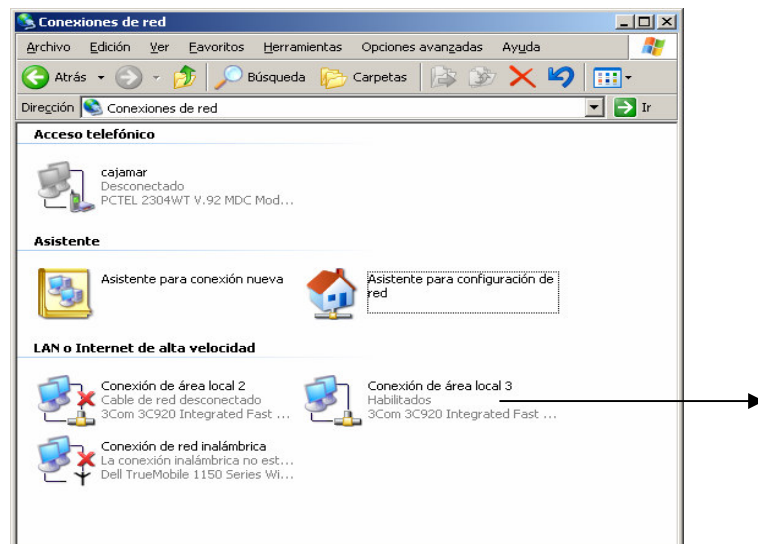 Conexiones de red
Archivo Edición Ver Favoritos Herramientas Opciones avanzadas Ayuda
Atrás Búsqueda Carpetas
Dirección Conexiones de red Ir
Acceso telefónico
cajamar
Desconectado
PCTEL 2304WT V.92 MDC Mod...
Asistente
Asistente para conexión nueva
Asistente para configuración de
red
LAN o Internet de alta velocidad
Conexión de área local 2
Cable de red desconectado
3Com 3C920 Integrated Fast ...
Conexión de área local 3
Habilitados
3Com 3C920 Integrated Fast ...
Conexión de red inalámbrica
La conexión inalámbrica no est...
Dell TrueMobile 1150 Series Wi...